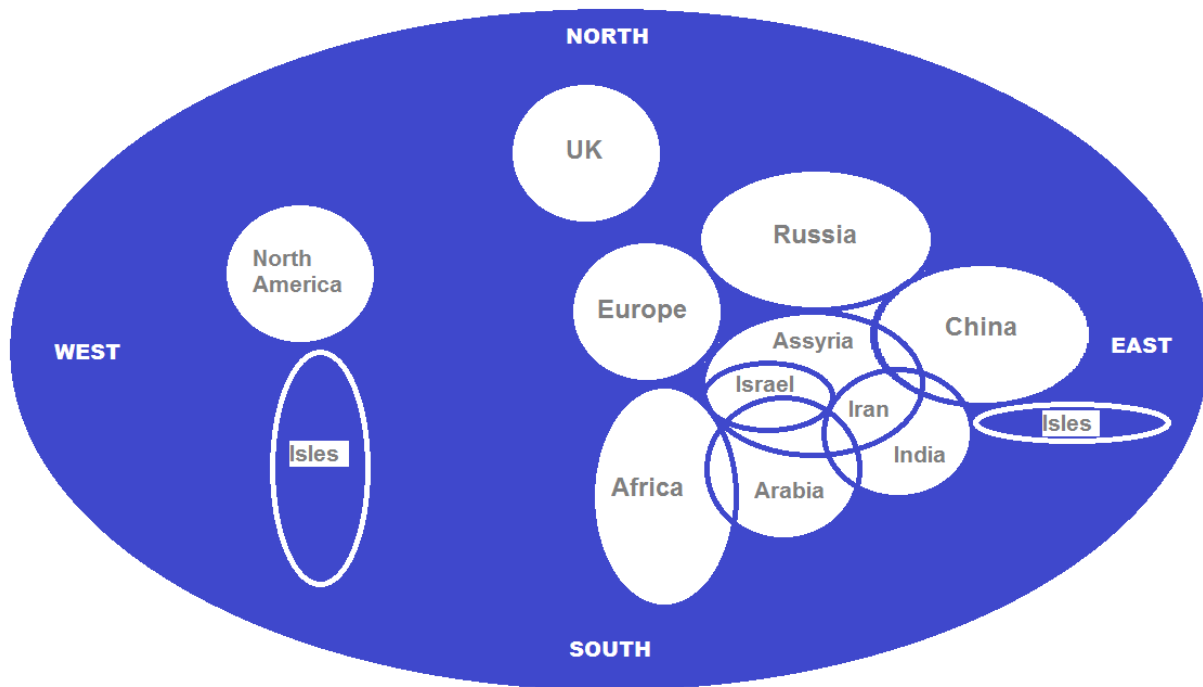 NORTH
UK
Russia
North
America
Europe
China
Assyria
WEST
EAST
Israel
Iran
Isles
Isles
India
Africa
Arabia
SOUTH